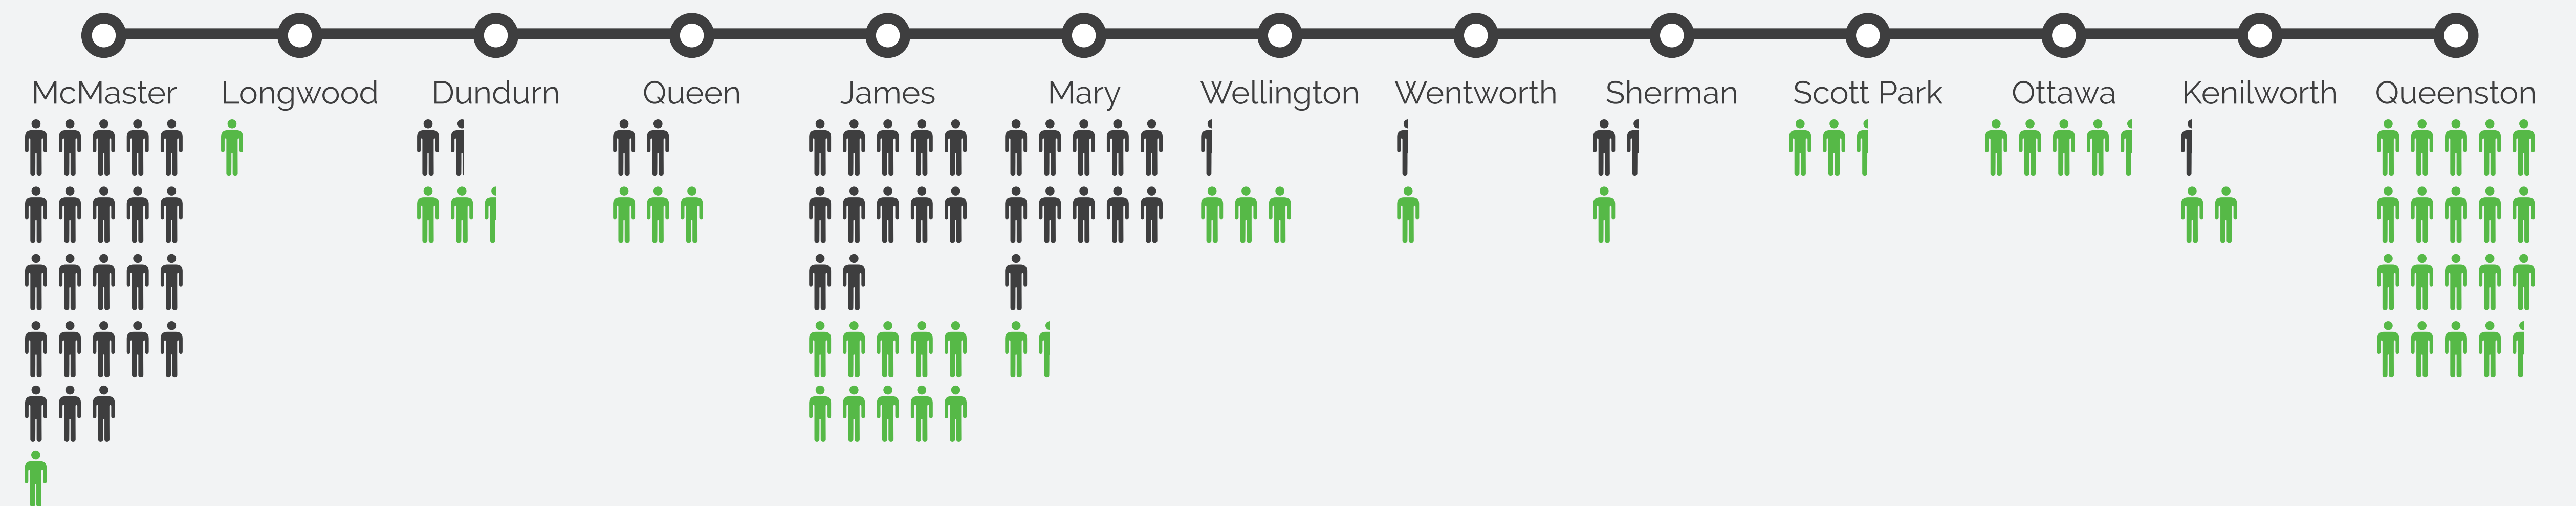 McMaster
Longwood
Dundurn
Queen
James
Mary
Wellington
Wentworth
Sherman
Scott Park
Ottawa
Kenilworth
Queenston